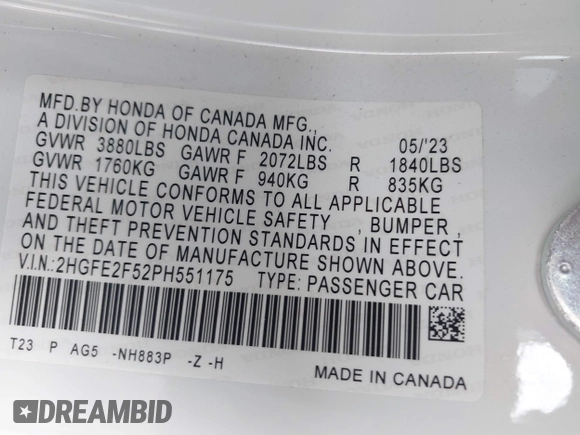 MFD.BY HONDA OF CANADA MFG.,
A DIVISION OF HONDA CANADA INC. 05/'23
GVWR 3880LBS GAWR F 2072LBS R 1840LBS
GVWR 1760KG GAWR F 940KG R 835KG
THIS VEHICLE CONFORMS TO ALL APPLICABLE
FEDERAL MOTOR VEHICLE SAFETY , BUMPER ,
AND THEFT PREVENTION STANDARDS IN EFFECT
ON THE DATE OF MANUFACTURE SHOWN ABOVE.
V.I.N.:2HGFE2F52PH551175 TYPE: PASSENGER CAR
T23 P AG5 -NH883P -Z -H
MADE IN CANADA
DREAMBID